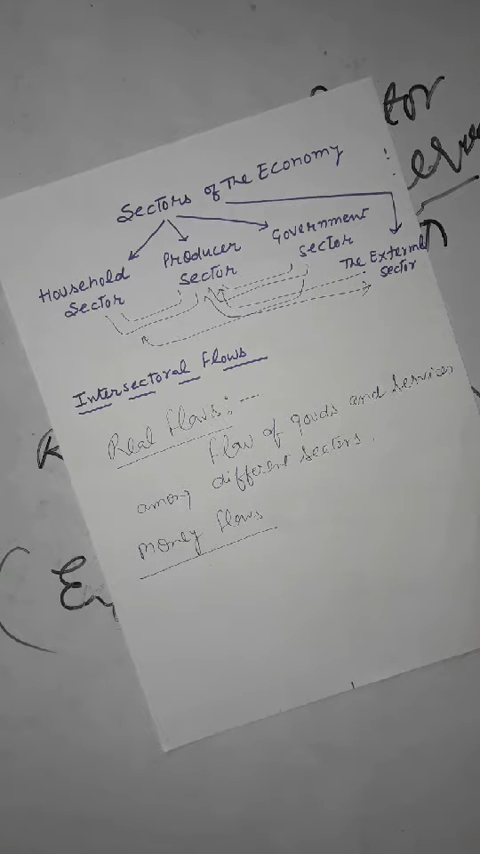 Sectors of The Economy
Household Sector
Producer Sector
Government Sector
The External Sector
Intersectoral Flows
Real Flows:---
Flow of goods and services
among different sectors.
Money Flows